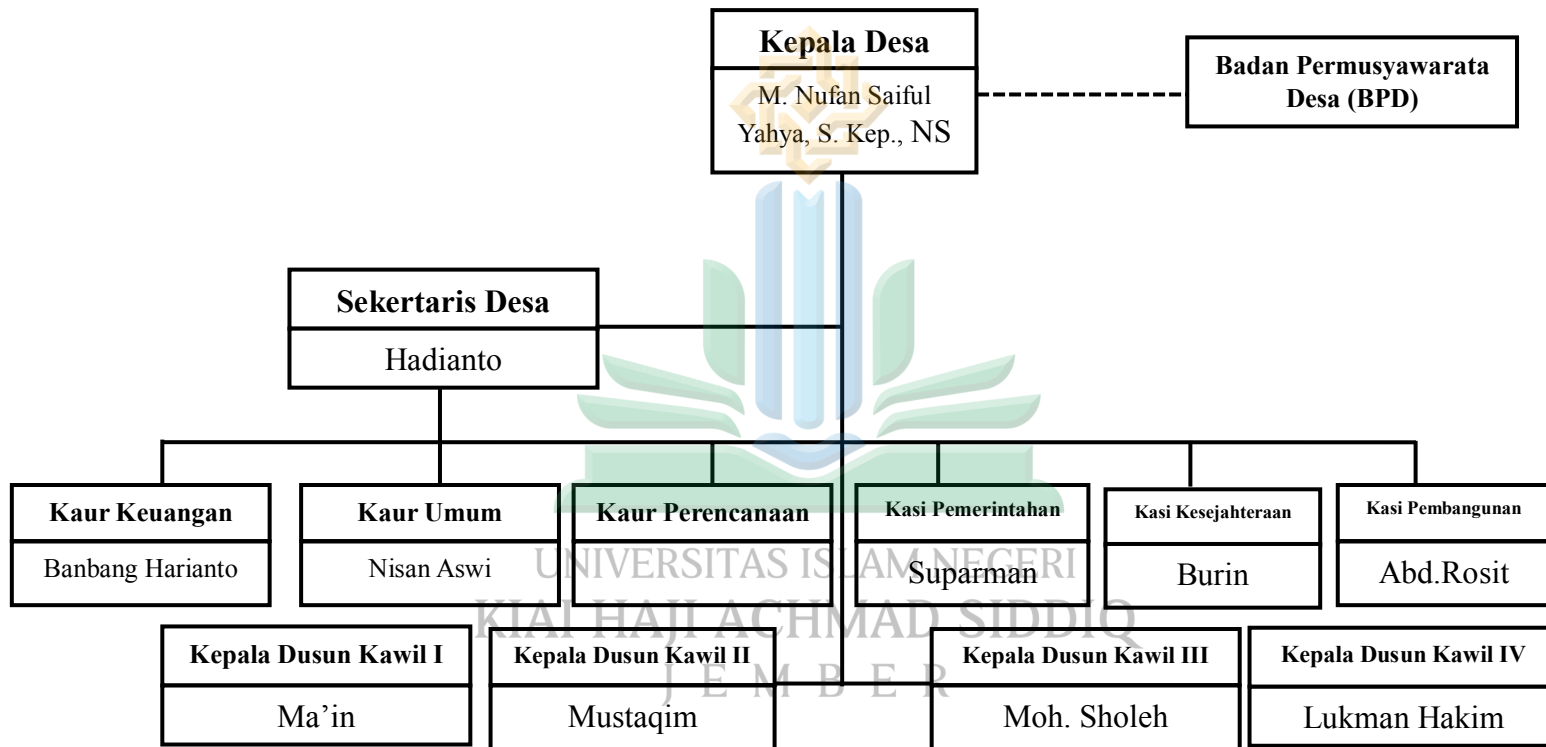 Kepala Desa
M. Nufan Saiful
Yahya, S. Kep., NS
Badan Permusyawarata
Desa (BPD)
Sekertaris Desa
Hadianto
Kaur Keuangan
Banbang Harianto
Kaur Umum
Nisan Aswi
Kaur Perencanaan
Kasi Pemerintahan
Suparman
Kasi Kesejahteraan
Burin
Kasi Pembangunan
Abd.Rosit
UNIVERSITAS ISLAM NEGERI
KIAI HAJI ACHMAD SIDDIQ
JEMBER
Kepala Dusun Kawil I
Ma’in
Kepala Dusun Kawil II
Mustaqim
Kepala Dusun Kawil III
Moh. Sholeh
Kepala Dusun Kawil IV
Lukman Hakim